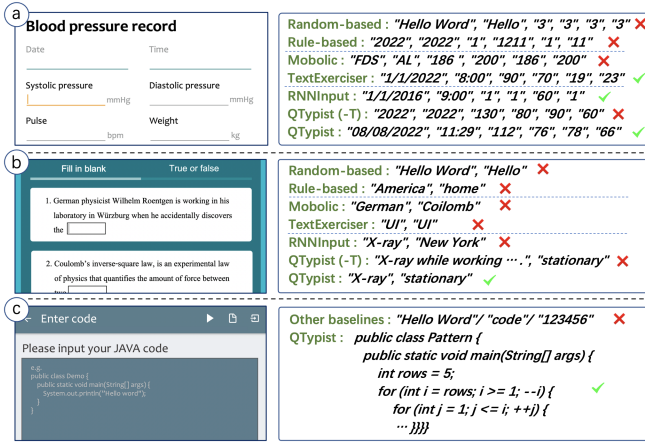 a
Blood pressure record
Date
Time
Systolic pressure
Diastolic pressure
mmHg
mmHg
Pulse
Weight
bpm
kg
Random-based : "Hello Word", "Hello", "3", "3", "3", "3"
Rule-based : "2022", "2022", "1", "1211", "1", "11"
Mobolic : "FDS", "AL", "186 ", "200", "186", "200"
TextExerciser : "1/1/2022", "8:00", "90", "70", "19", "23"
RNNInput : "1/1/2016", "9:00", "1", "1", "60", "1"
QTypist (-T) : "2022", "2022", "130", "80", "90", "60"
QTypist : "08/08/2022", "11:29", "112", "76", "78", "66"
b
Fill in blank
True or false
1. German physicist Wilhelm Roentgen is working in his
laboratory in Würzburg when he accidentally discovers
the
2. Coulomb's inverse-square law, is an experimental law
of physics that quantifies the amount of force between
two
Random-based : "Hello Word", "Hello"
Rule-based : "America", "home"
Mobolic : "German", "Coilomb"
TextExerciser : "UI", "UI"
RNNInput : "X-ray", "New York"
QTypist (-T) : "X-ray while working ··· .", "stationary"
QTypist : "X-ray", "stationary"
c
Enter code
Please input your JAVA code
e.g.
public class Demo {
public static void main(String[] args) {
System.out.println("Hello word");
}
}
Other baselines : "Hello Word"/ "code"/ "123456"
QTypist : public class Pattern {
public static void main(String[] args) {
int rows = 5;
for (int i = rows; i >= 1; --i) {
for (int j = 1; j <= i; ++j) {
··· }}}}